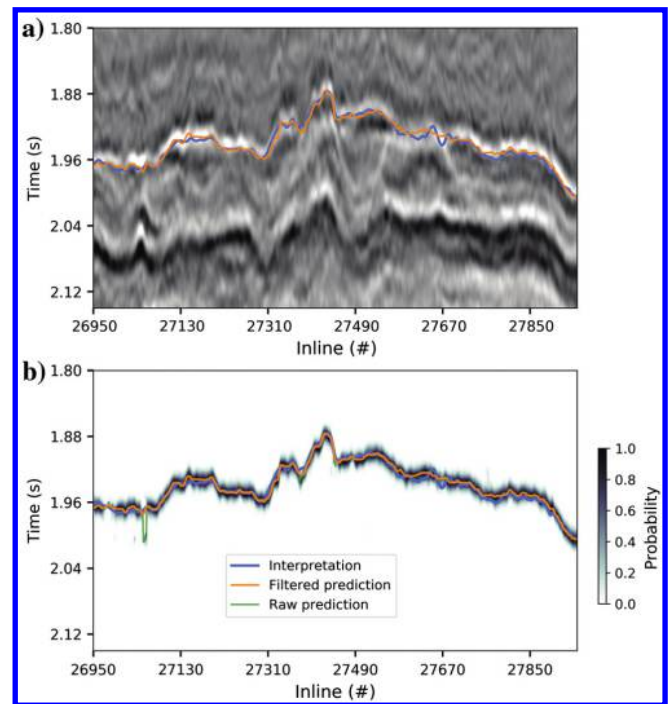 a)
1.80
1.88
1.96
2.04
2.12
Time (s)
26950 27130 27310 27490 27670 27850
Inline (#)
b)
1.80
1.88
1.96
2.04
2.12
Time (s)
Interpretation
Filtered prediction
Raw prediction
1.0
0.8
0.6
0.4
0.2
0.0
Probability
26950 27130 27310 27490 27670 27850
Inline (#)